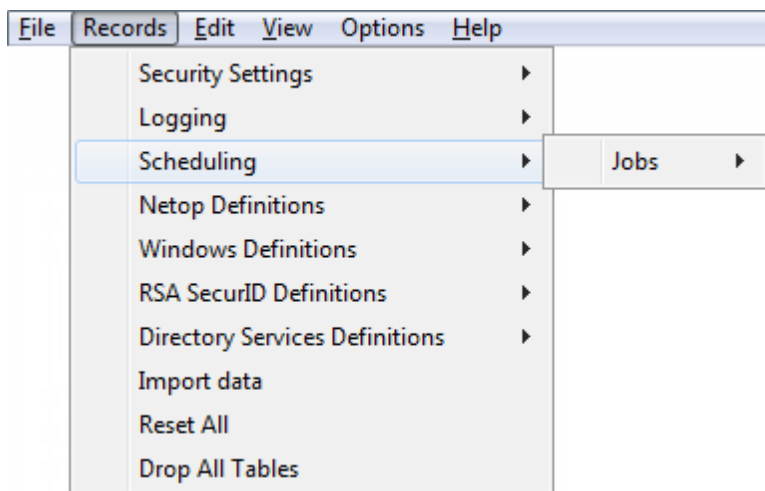 File Records Edit View Options Help
Security Settings
Logging
Scheduling Jobs
Netop Definitions
Windows Definitions
RSA SecurID Definitions
Directory Services Definitions
Import data
Reset All
Drop All Tables